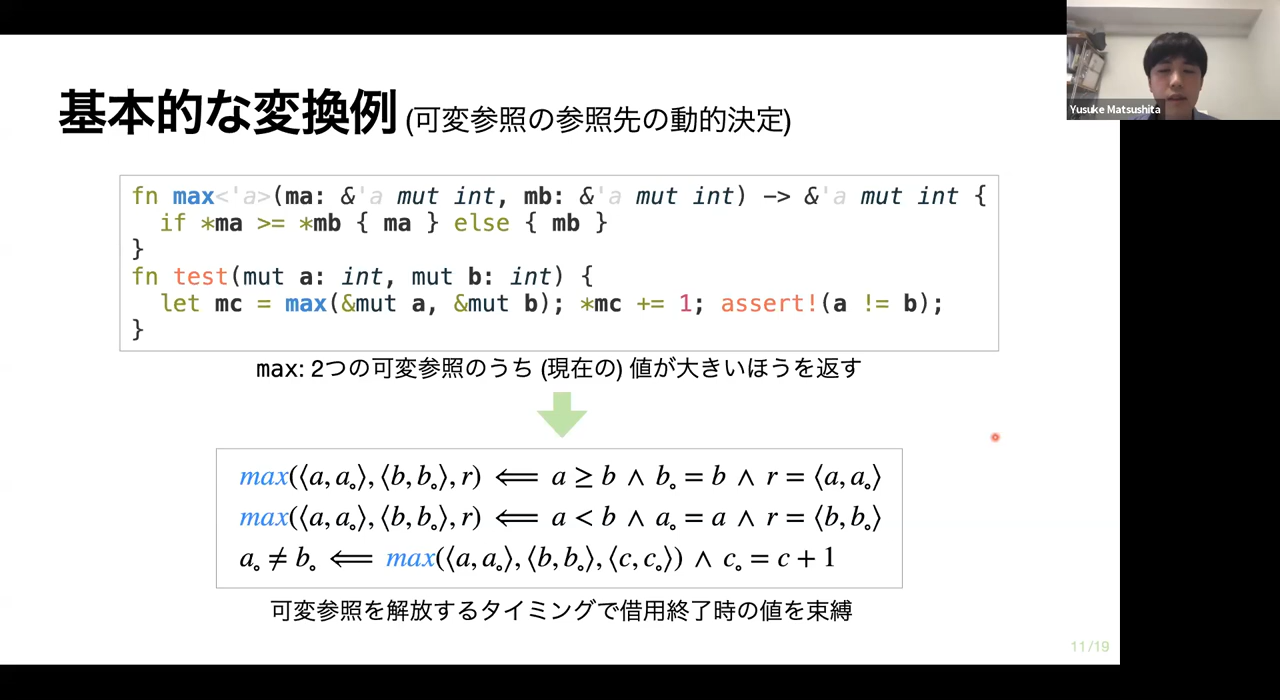 基本的な変換例 (可変参照の参照先の動的決定)
Yusuke Matsushita
fn max<'a>(ma: &'a mut int, mb: &'a mut int) -> &'a mut int {
if *ma >= *mb { ma } else { mb }
}
fn test(mut a: int, mut b: int) {
let mc = max(&mut a, &mut b); *mc += 1; assert!(a != b);
}
max: 2つの可変参照のうち (現在の) 値が大きいほうを返す
max(⟨a, a∘⟩, ⟨b, b∘⟩, r) ⟸ a ≥ b ∧ b∘ = b ∧ r = ⟨a, a∘⟩
max(⟨a, a∘⟩, ⟨b, b∘⟩, r) ⟸ a < b ∧ a∘ = a ∧ r = ⟨b, b∘⟩
a∘ ≠ b∘ ⟸ max(⟨a, a∘⟩, ⟨b, b∘⟩, ⟨c, c∘⟩) ∧ c∘ = c + 1
可変参照を解放するタイミングで借用終了時の値を束縛
11/19